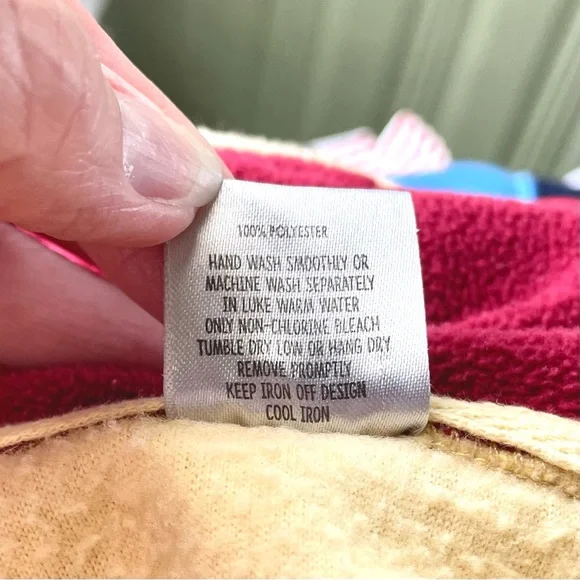 100% POLYESTER
HAND WASH SMOOTHLY OR
MACHINE WASH SEPARATELY
IN LUKE WARM WATER
ONLY NON-CHLORINE BLEACH
TUMBLE DRY LOW OR HANG DRY
REMOVE PROMPTLY
KEEP IRON OFF DESIGN
COOL IRON